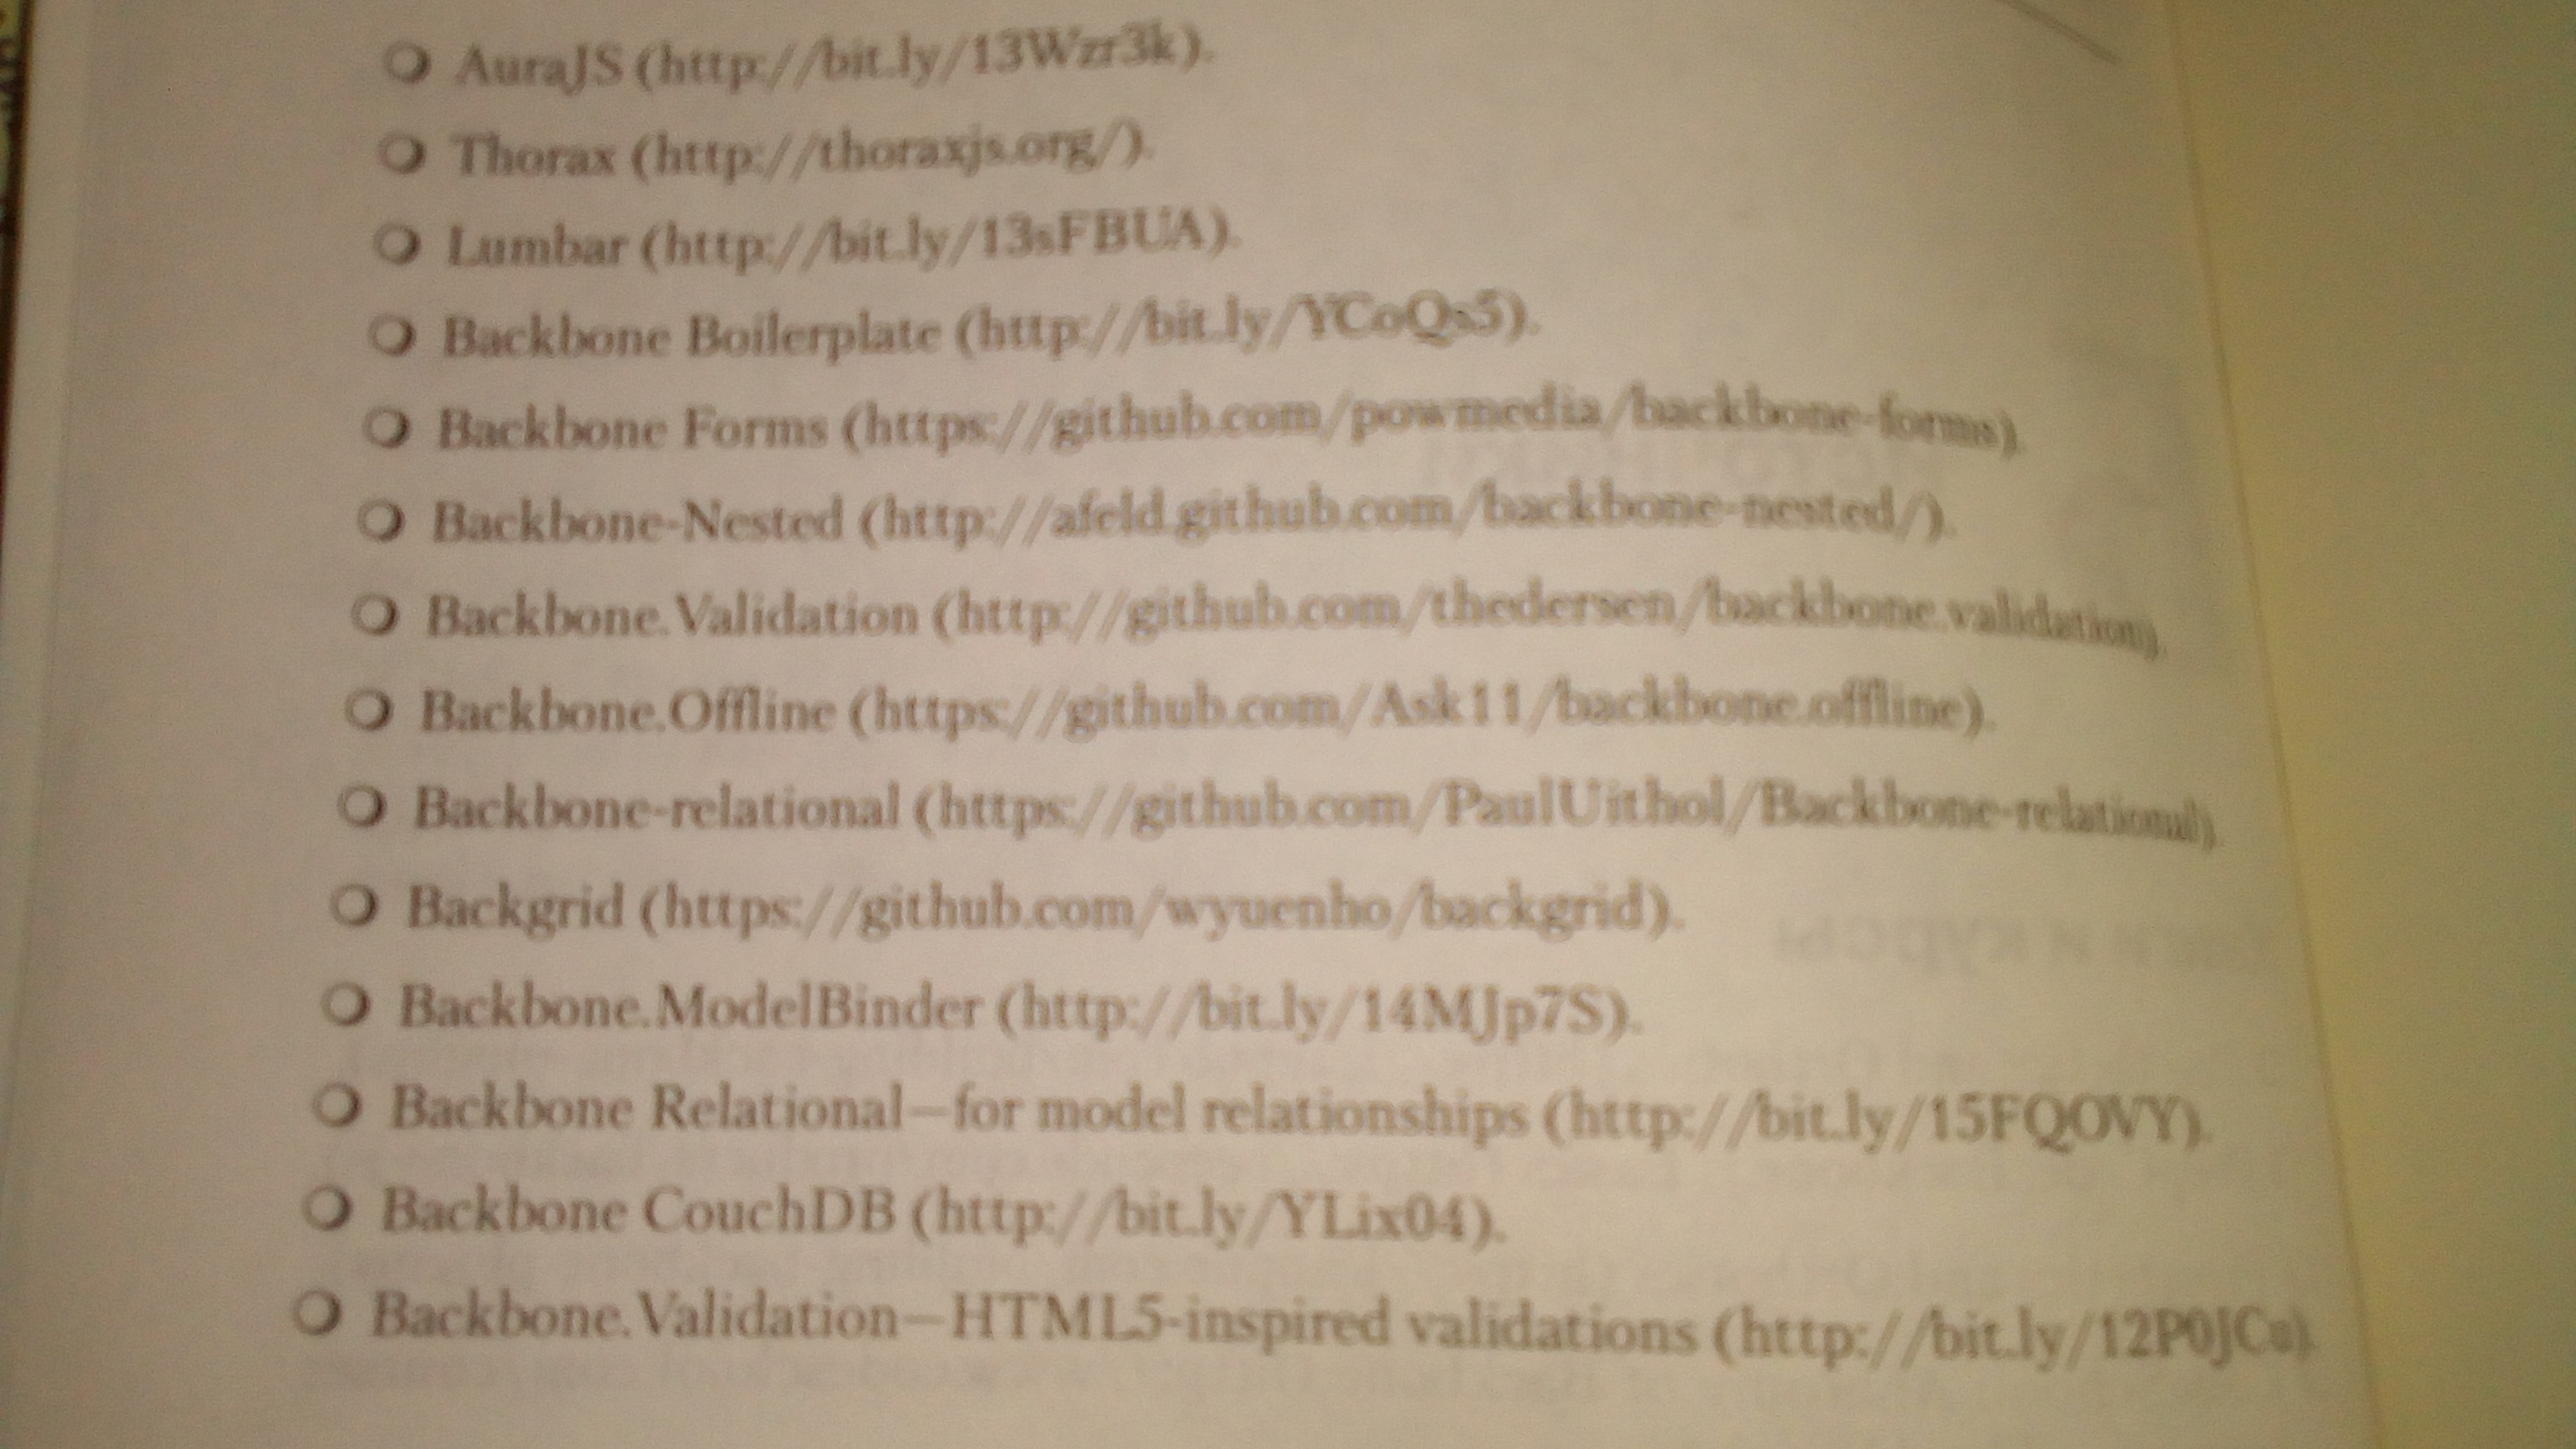 ❍ AuraJS (http://bit.ly/13Wzr3k).
❍ Thorax (http://thoraxjs.org/).
❍ Lumbar (http://bit.ly/13sFBUA).
❍ Backbone Boilerplate (http://bit.ly/YCoQs5).
❍ Backbone Forms (https://github.com/powmedia/backbone-forms).
❍ Backbone-Nested (http://afeld.github.com/backbone-nested/).
❍ Backbone.Validation (http://github.com/thedersen/backbone.validation).
❍ Backbone.Offline (https://github.com/Ask11/backbone.offline).
❍ Backbone-relational (https://github.com/PaulUithol/Backbone-relational).
❍ Backgrid (https://github.com/wyuenho/backgrid).
❍ Backbone.ModelBinder (http://bit.ly/14MJp7S).
❍ Backbone Relational—for model relationships (http://bit.ly/15FQOVY).
❍ Backbone CouchDB (http://bit.ly/YLix04).
❍ Backbone.Validation—HTML5-inspired validations